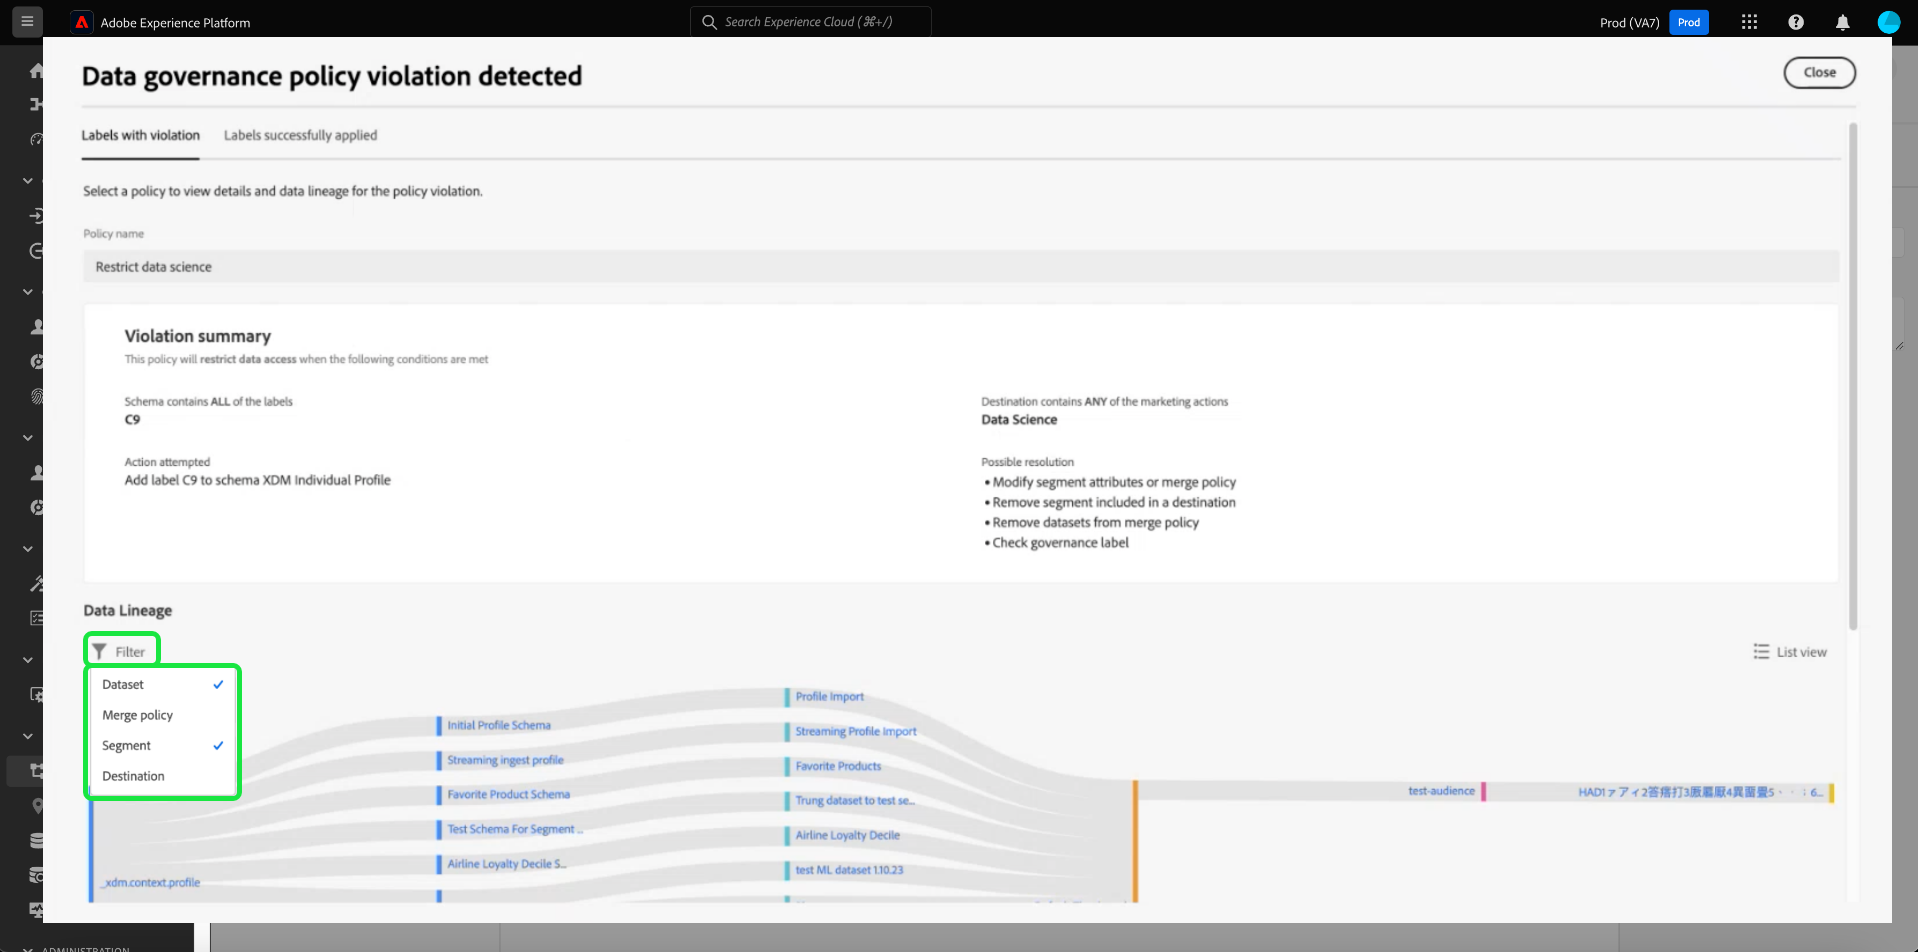 Adobe Experience Platform
Search Experience Cloud (⌘+/)
Prod (VA7)
Prod
Data governance policy violation detected
Close
Labels with violation
Labels successfully applied
Select a policy to view details and data lineage for the policy violation.
Policy name
Restrict data science
Violation summary
This policy will restrict data access when the following conditions are met
Schema contains ALL of the labels
C9
Destination contains ANY of the marketing actions
Data Science
Action attempted
Add label C9 to schema XDM Individual Profile
Possible resolution
• Modify segment attributes or merge policy
• Remove segment included in a destination
• Remove datasets from merge policy
• Check governance label
Data Lineage
Filter
List view
Dataset
Merge policy
Segment
Destination
_xdm.context.profile
Initial Profile Schema
Streaming ingest profile
Favorite Product Schema
Test Schema For Segment ...
Airline Loyalty Decile S...
Profile Import
Streaming Profile Import
Favorite Products
Trung dataset to test se...
Airline Loyalty Decile
test ML dataset 1.10.23
test-audience
ADMINISTRATION